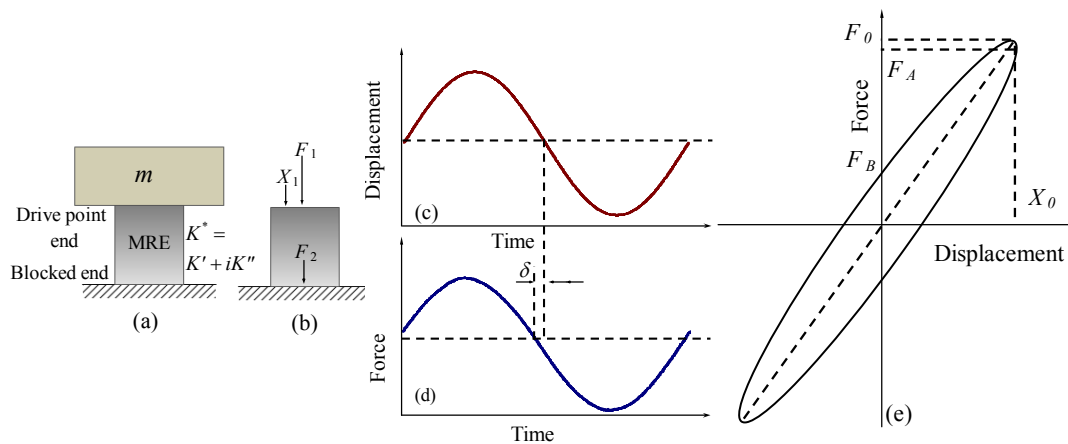 m
Drive point
end
MRE
K* =
K′ + iK″
Blocked end
(a)
F1
X1
F2
(b)
Displacement
(c)
Time
δ
Force
(d)
Time
F0
FA
Force
FB
X0
Displacement
(e)